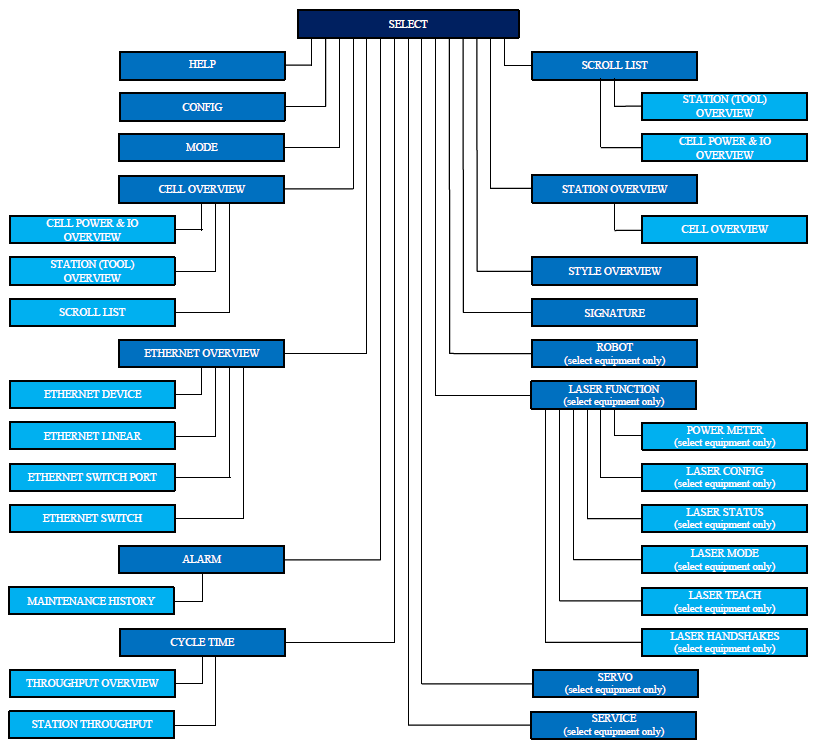 SELECT
HELP
CONFIG
MODE
CELL OVERVIEW
CELL POWER & IO
OVERVIEW
STATION (TOOL)
OVERVIEW
SCROLL LIST
ETHERNET OVERVIEW
ETHERNET DEVICE
ETHERNET LINEAR
ETHERNET SWITCH PORT
ETHERNET SWITCH
ALARM
MAINTENANCE HISTORY
CYCLE TIME
THROUGHPUT OVERVIEW
STATION THROUGHPUT
SCROLL LIST
STATION (TOOL)
OVERVIEW
CELL POWER & IO
OVERVIEW
STATION OVERVIEW
CELL OVERVIEW
STYLE OVERVIEW
SIGNATURE
ROBOT
(select equipment only)
LASER FUNCTION
(select equipment only)
POWER METER
(select equipment only)
LASER CONFIG
(select equipment only)
LASER STATUS
(select equipment only)
LASER MODE
(select equipment only)
LASER TEACH
(select equipment only)
LASER HANDSHAKES
(select equipment only)
SERVO
(select equipment only)
SERVICE
(select equipment only)